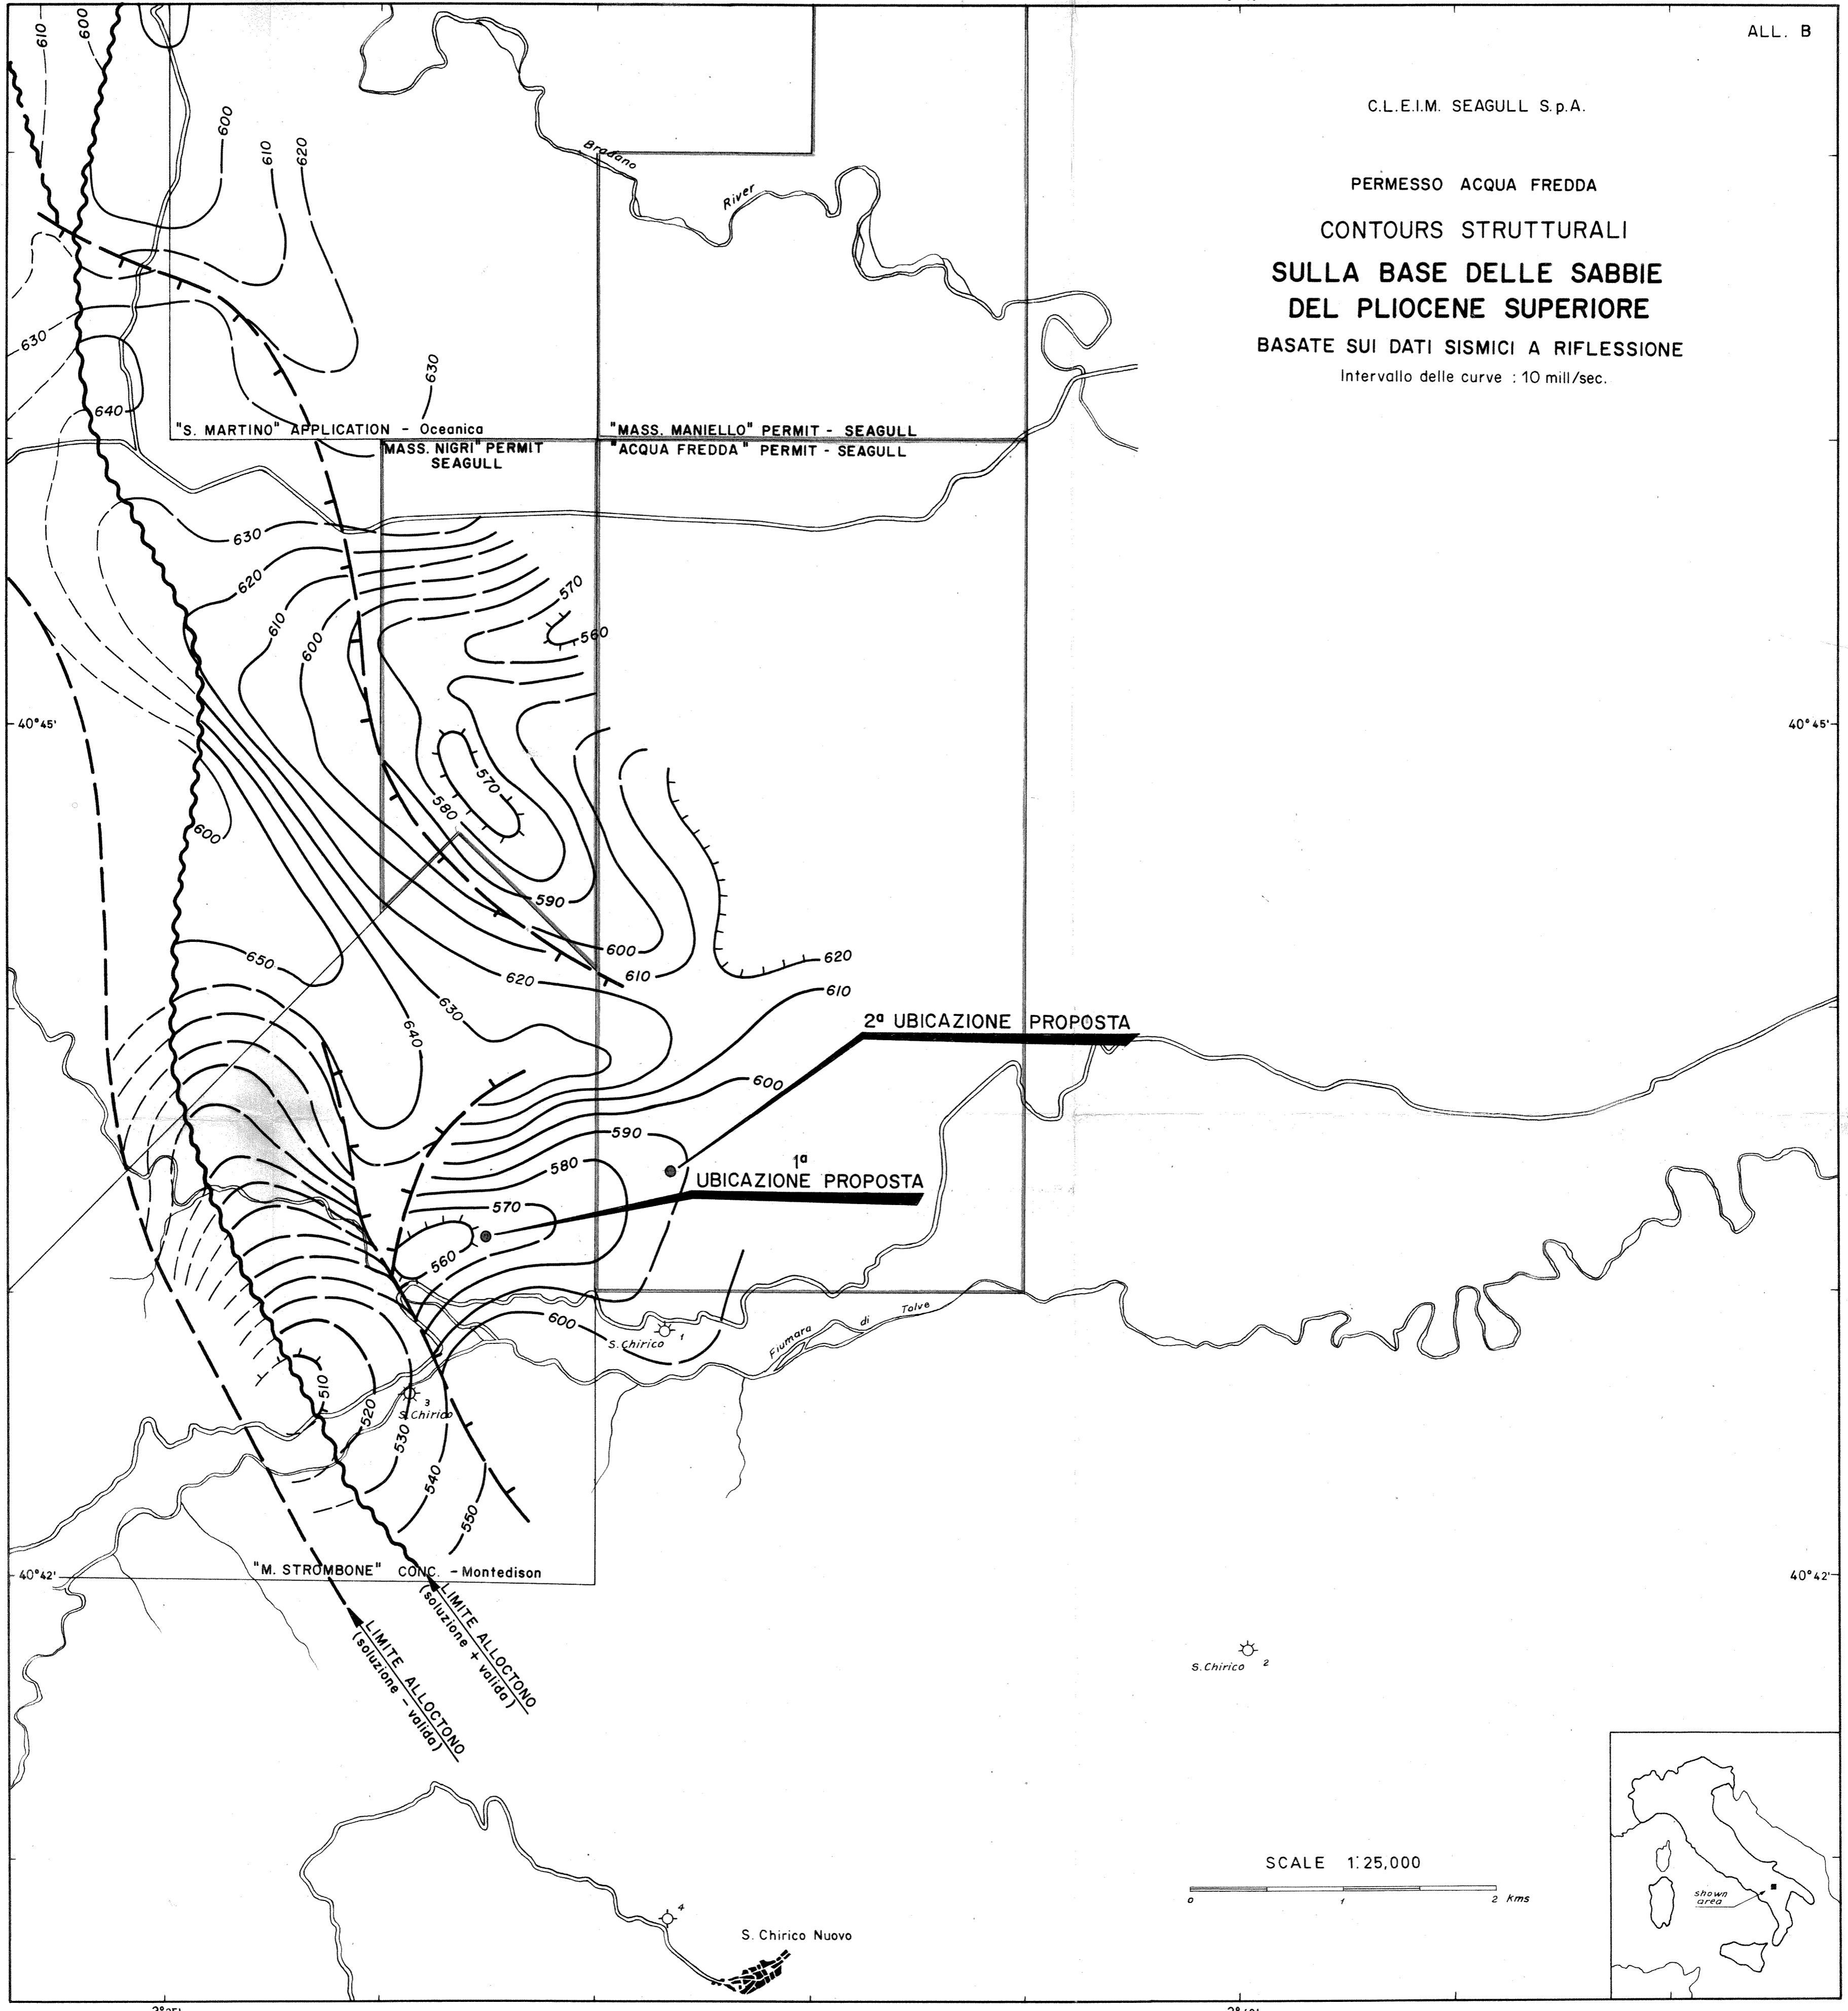 ALL. B
C.L.E.I.M. SEAGULL S.p.A.
PERMESSO ACQUA FREDDA
CONTOURS STRUTTURALI
SULLA BASE DELLE SABBIE
DEL PLIOCENE SUPERIORE
BASATE SUI DATI SISMICI A RIFLESSIONE
Intervallo delle curve : 10 mill/sec.
610
600
600
610
620
Bradano
River
630
630
640
"S. MARTINO" APPLICATION - Oceanica
"MASS. MANIELLO" PERMIT - SEAGULL
"MASS. NIGRI" PERMIT
SEAGULL
"ACQUA FREDDA" PERMIT - SEAGULL
630
620
610
600
570
560
40°45'
40°45'
570
580
600
590
600
610
620
650
620
630
640
610
2ª UBICAZIONE PROPOSTA
600
590
580
1ª
UBICAZIONE PROPOSTA
570
560
600
S. Chirico 1
Fiumara di Tolve
510
520
530
3
S. Chirico
540
550
40°42'
40°42'
"M. STROMBONE" CONC. - Montedison
LIMITE ALLOCTONO
(soluzione + valida)
LIMITE ALLOCTONO
(soluzione - valida)
S. Chirico 2
SCALE 1:25,000
0 1 2 kms
shown
area
4
S. Chirico Nuovo